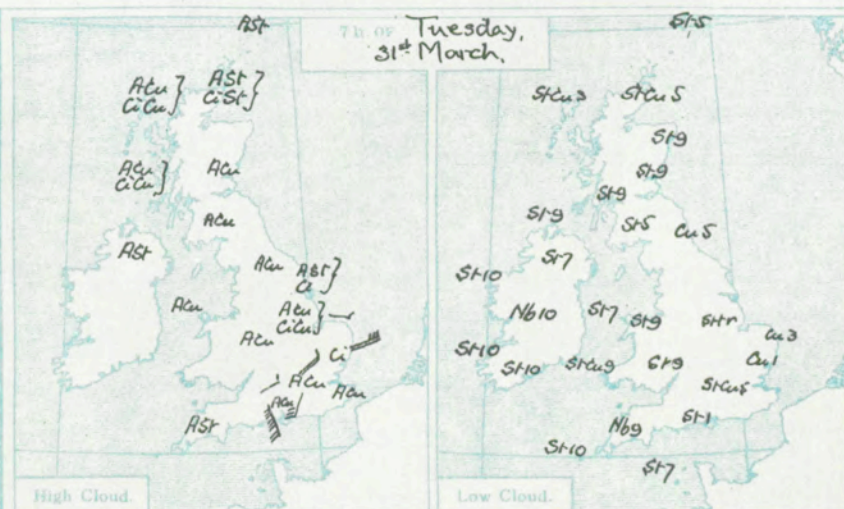 7 h. OF Tuesday,
31st March.
ASt
ACu
CiCu
ASt
CiSt
ACu
CiCu
ACu
ACu
ASt
ACu
ASt
Ci
ACu
ACu
CiCu
ACu
Ci
ACu
ACu
ACu
ASt
High Cloud.
St5
StCu3
StCu5
St9
St9
St9
St9
St5
Cu5
St7
St10
Nb10
St7
St9
Cu3
St10
St10
StCu9
St9
Cu1
StCu5
Nb9
St1
St10
St7
Low Cloud.